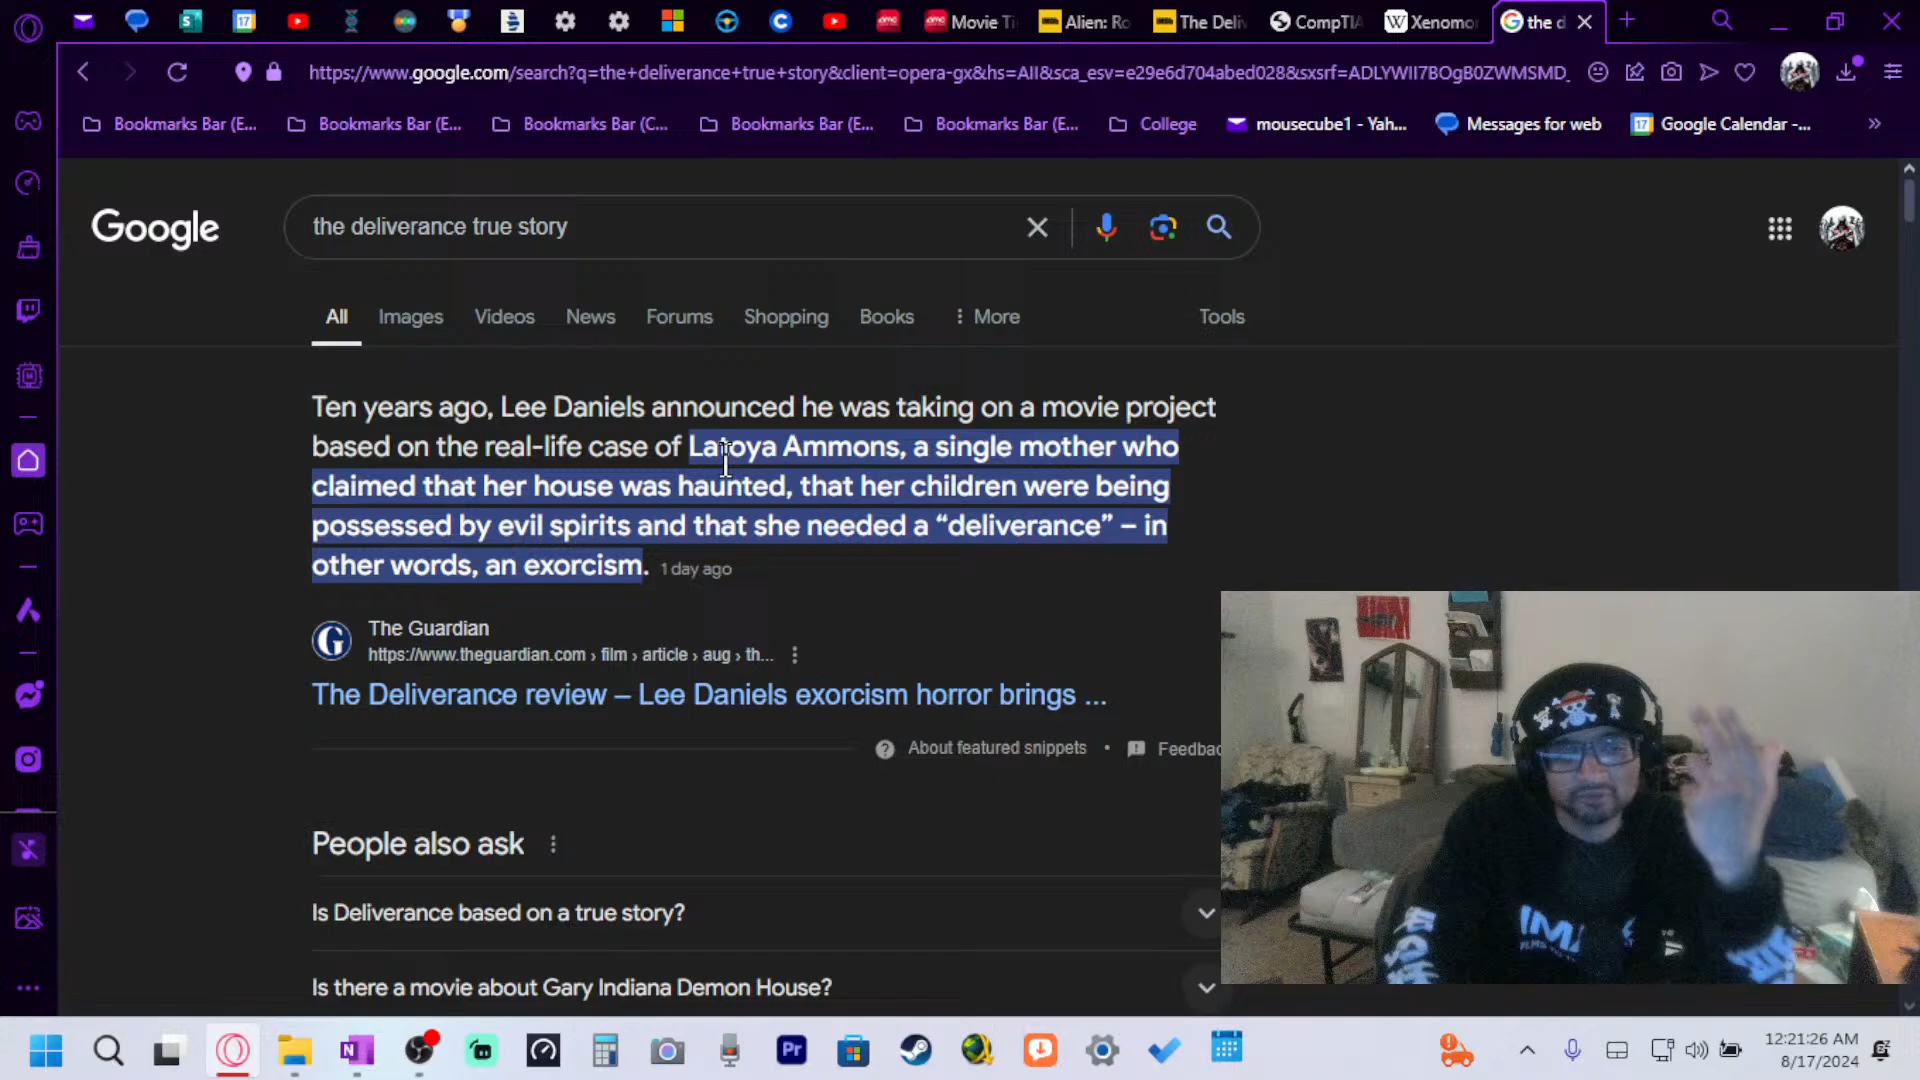 Movie Ti
Alien: Ro
The Deliv
CompTIA
Xenomor
the d
https://www.google.com/search?q=the+deliverance+true+story&client=opera-gx&hs=AII&sca_esv=e29e6d704abed028&sxsrf=ADLYWII7BOgB0ZWMSMD_
Bookmarks Bar (E...
Bookmarks Bar (E...
Bookmarks Bar (C...
Bookmarks Bar (E...
Bookmarks Bar (E...
College
mousecube1 - Yah...
Messages for web
17 Google Calendar -...
Google
the deliverance true story
All Images Videos News Forums Shopping Books More Tools
Ten years ago, Lee Daniels announced he was taking on a movie project
based on the real-life case of Latoya Ammons, a single mother who
claimed that her house was haunted, that her children were being
possessed by evil spirits and that she needed a “deliverance” – in
other words, an exorcism. 1 day ago
The Guardian
https://www.theguardian.com › film › article › aug › th...
The Deliverance review – Lee Daniels exorcism horror brings ...
About featured snippets • Feedbac
People also ask
Is Deliverance based on a true story?
Is there a movie about Gary Indiana Demon House?
12:21:26 AM
8/17/2024